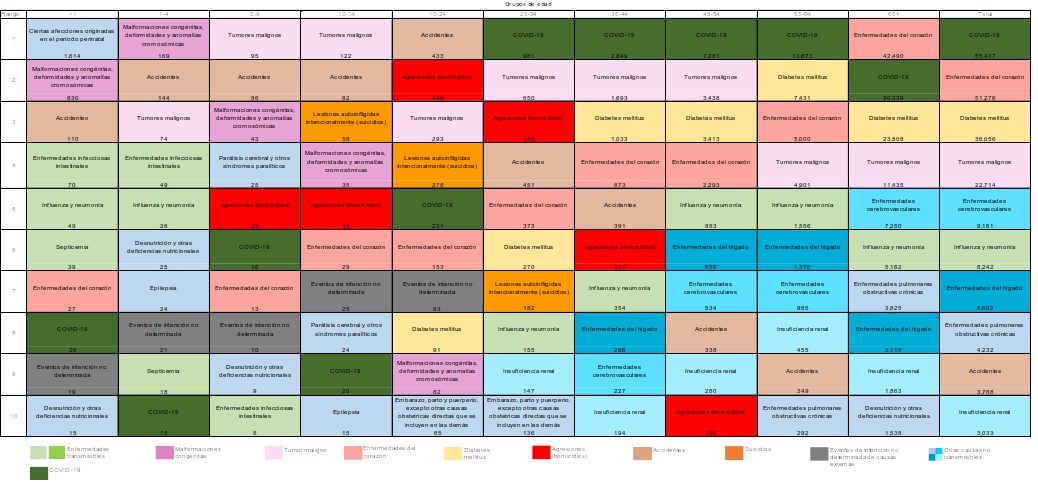 Grupos de edad
Rango <1 1-4 5-9 10-14 15-24 25-34 35-44 45-54 55-64 65+ Total
1 Ciertas afecciones originadas en el período perinatal 1,614 Malformaciones congénitas, deformidades y anomalías cromosómicas 169 Tumores malignos 95 Tumores malignos 122 Accidentes 433 COVID-19 981 COVID-19 2,849 COVID-19 7,281 COVID-19 COVID-19 Enfermedades del corazón 42,490 COVID-19
2 Malformaciones congénitas, deformidades y anomalías cromosómicas 830 Accidentes 144 Accidentes 86 Accidentes 82 Agresiones (homicidios) Tumores malignos 650 Tumores malignos 1,693 Tumores malignos 3,438 Diabetes mellitus 7,431 COVID-19 Enfermedades del corazón 51,276
3 Accidentes 110 Tumores malignos 74 Malformaciones congénitas, deformidades y anomalías cromosómicas 43 Lesiones autoinfligidas intencionalmente (suicidios) 58 Tumores malignos 293 Agresiones (homicidios) Diabetes mellitus 1,033 Diabetes mellitus 3,413 Enfermedades del corazón 5,000 Diabetes mellitus 23,808 Diabetes mellitus 36,056
4 Enfermedades infecciosas intestinales 70 Enfermedades infecciosas intestinales 49 Parálisis cerebral y otros síndromes paralíticos 25 Malformaciones congénitas, deformidades y anomalías cromosómicas 35 Lesiones autoinfligidas intencionalmente (suicidios) 278 Accidentes 451 Enfermedades del corazón 873 Enfermedades del corazón 2,293 Tumores malignos 4,901 Tumores malignos 11,435 Tumores malignos 22,714
5 Influenza y neumonía 49 Influenza y neumonía 26 Agresiones (homicidios) Agresiones (homicidios) COVID-19 231 Enfermedades del corazón 373 Accidentes 391 Influenza y neumonía 853 Influenza y neumonía 1,556 Enfermedades cerebrovasculares 7,250 Enfermedades cerebrovasculares 9,161
6 Septicemia 39 Desnutrición y otras deficiencias nutricionales 25 COVID-19 16 Enfermedades del corazón 29 Enfermedades del corazón 153 Diabetes mellitus 270 Agresiones (homicidios) Enfermedades del hígado 658 Enfermedades del hígado 1,376 Influenza y neumonía 5,162 Influenza y neumonía 8,242
7 Enfermedades del corazón 27 Epilepsia 24 Enfermedades del corazón 13 Eventos de intención no determinada 25 Eventos de intención no determinada 93 Lesiones autoinfligidas intencionalmente (suicidios) 182 Influenza y neumonía 354 Enfermedades cerebrovasculares 534 Enfermedades cerebrovasculares 985 Enfermedades pulmonares obstructivas crónicas 3,825 Enfermedades del hígado 5,602
8 COVID-19 26 Eventos de intención no determinada 21 Eventos de intención no determinada 10 Parálisis cerebral y otros síndromes paralíticos 24 Diabetes mellitus 91 Influenza y neumonía 155 Enfermedades del hígado 296 Accidentes 338 Insuficiencia renal 455 Enfermedades del hígado 3,115 Enfermedades pulmonares obstructivas crónicas 4,232
9 Eventos de intención no determinada 19 Septicemia 18 Desnutrición y otras deficiencias nutricionales 9 COVID-19 20 Malformaciones congénitas, deformidades y anomalías cromosómicas 82 Insuficiencia renal 147 Enfermedades cerebrovasculares 227 Insuficiencia renal 280 Accidentes 349 Insuficiencia renal 1,863 Accidentes 3,768
10 Desnutrición y otras deficiencias nutricionales 15 COVID-19 Enfermedades infecciosas intestinales 8 Epilepsia 15 Embarazo, parto y puerperio, excepto otras causas obstetricas directas que se incluyen en las demás 65 Embarazo, parto y puerperio, excepto otras causas obstetricas directas que se incluyen en las demás 136 Insuficiencia renal 194 Agresiones (homicidios) Enfermedades pulmonares obstructivas crónicas 292 Desnutrición y otras deficiencias nutricionales 1,535 Insuficiencia renal 3,033
Enfermedades transmisibles
Malformaciones congénitas
Tumor maligno
Enfermedades del corazón
Diabetes mellitus
Agresiones (homicidios)
Accidentes
Suicidios
Eventos de intención no determinada de causas externas
Otras causas no transmisibles
COVID-19